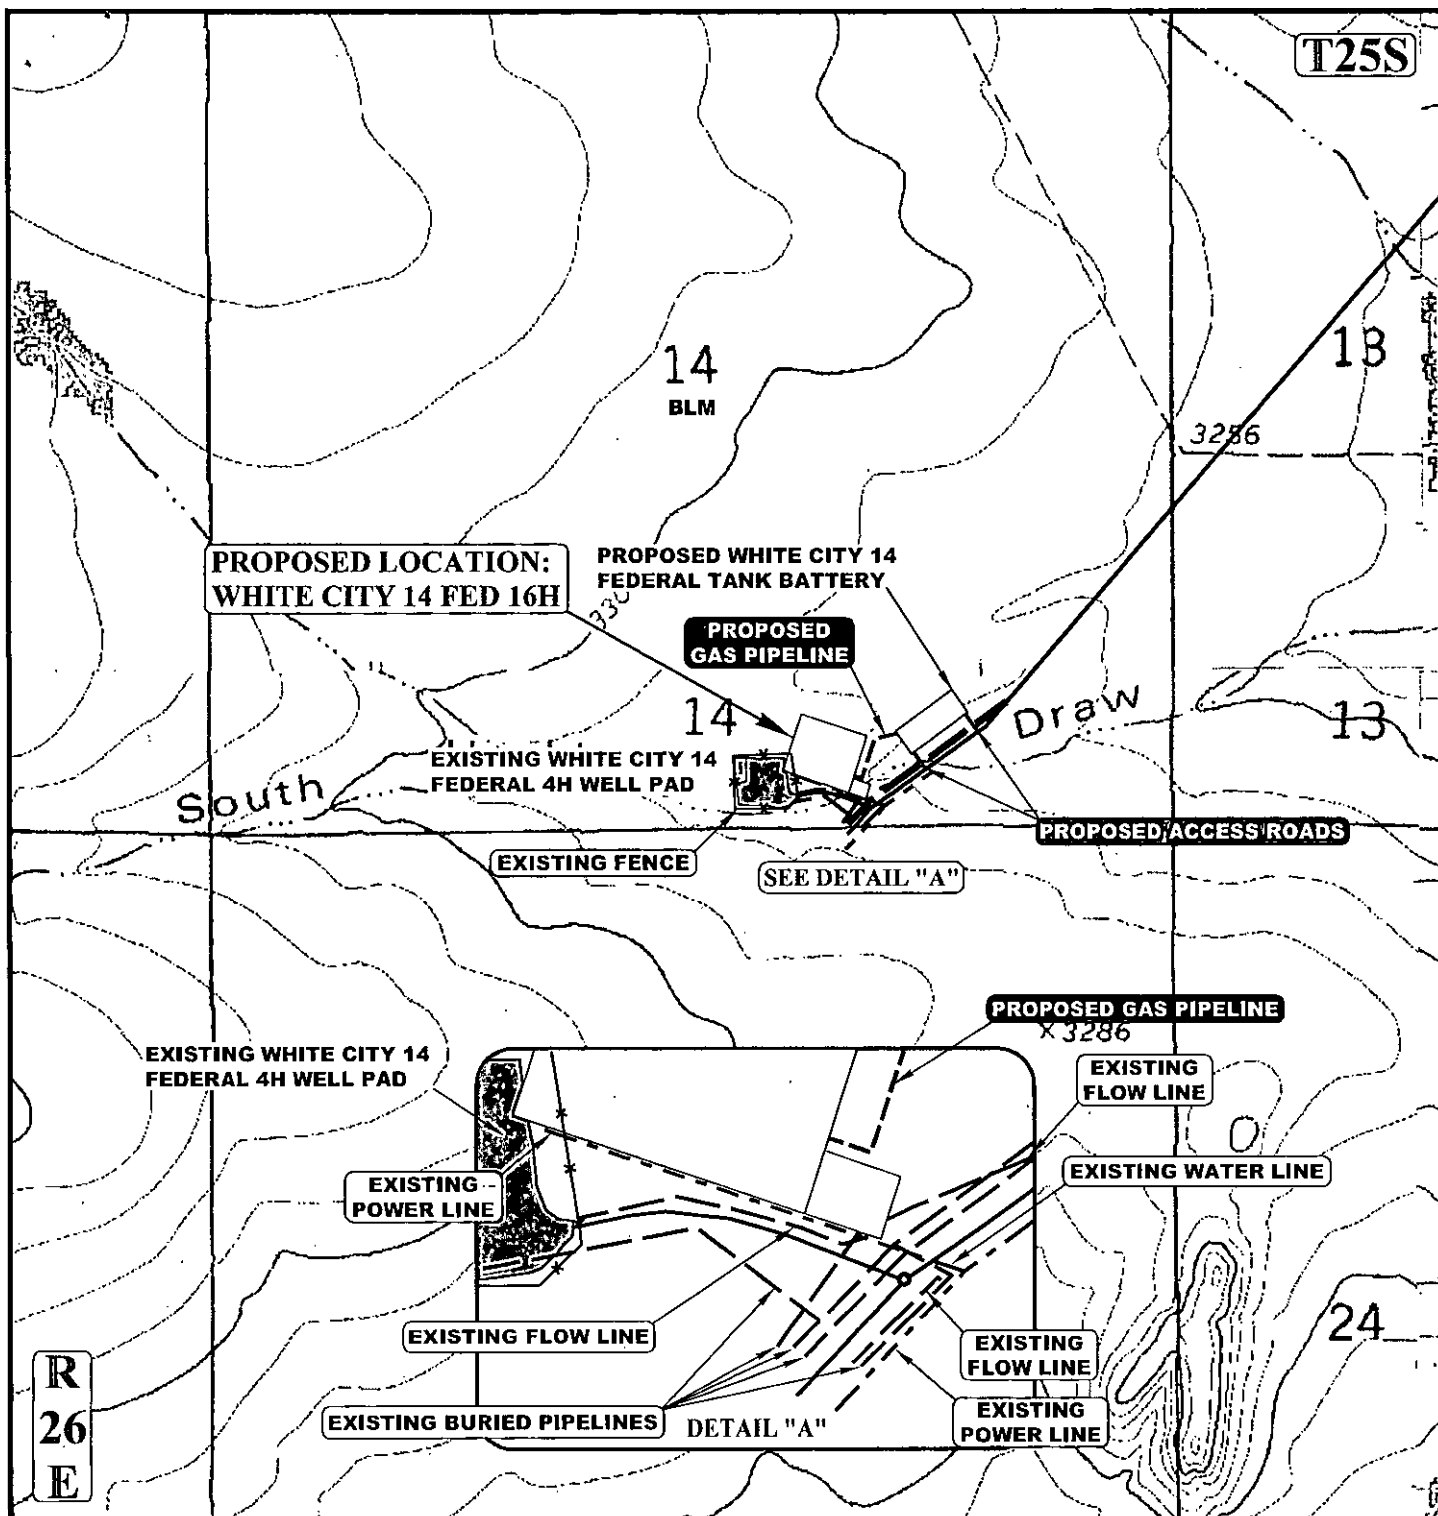 T25S
14
BLM
13
3256
PROPOSED LOCATION:
WHITE CITY 14 FED 16H
PROPOSED WHITE CITY 14
FEDERAL TANK BATTERY
PROPOSED
GAS PIPELINE
14
Draw
13
EXISTING WHITE CITY 14
FEDERAL 4H WELL PAD
South
PROPOSED ACCESS ROADS
EXISTING FENCE
SEE DETAIL "A"
PROPOSED GAS PIPELINE
X 3286
EXISTING WHITE CITY 14
FEDERAL 4H WELL PAD
EXISTING
FLOW LINE
EXISTING WATER LINE
EXISTING
POWER LINE
EXISTING FLOW LINE
EXISTING
FLOW LINE
24
EXISTING BURIED PIPELINES
DETAIL "A"
EXISTING
POWER LINE
R
26
E